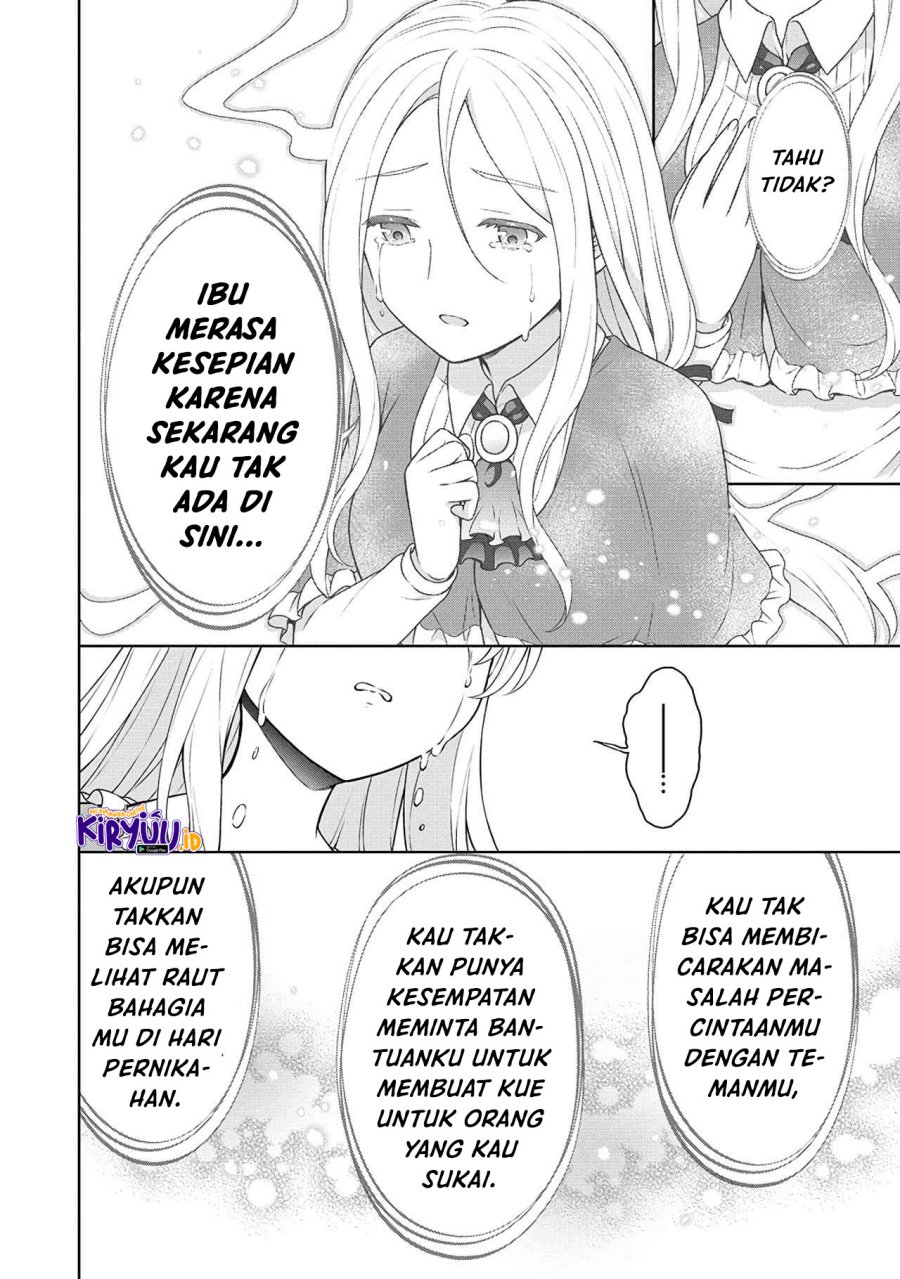 TAHU
TIDAK?
IBU
MERASA
KESEPIAN
KARENA
SEKARANG
KAU TAK
ADA DI
SINI...
KAU TAK
BISA MEMBI-
CARAKAN MA-
SALAH PER-
CINTAANMU
DENGAN TE-
MANMU,
KAU TAK-
KAN PUNYA
KESEMPATAN
MEMINTA BAN-
TUANKU UNTUK
MEMBUAT KUE
UNTUK ORANG
YANG KAU
SUKAI.
AKUPUN
TAKKAN
BISA ME-
LIHAT RAUT
BAHAGIA
MU DI HARI
PERNIKA-
HAN.
KIRYUU.ID
Google Play